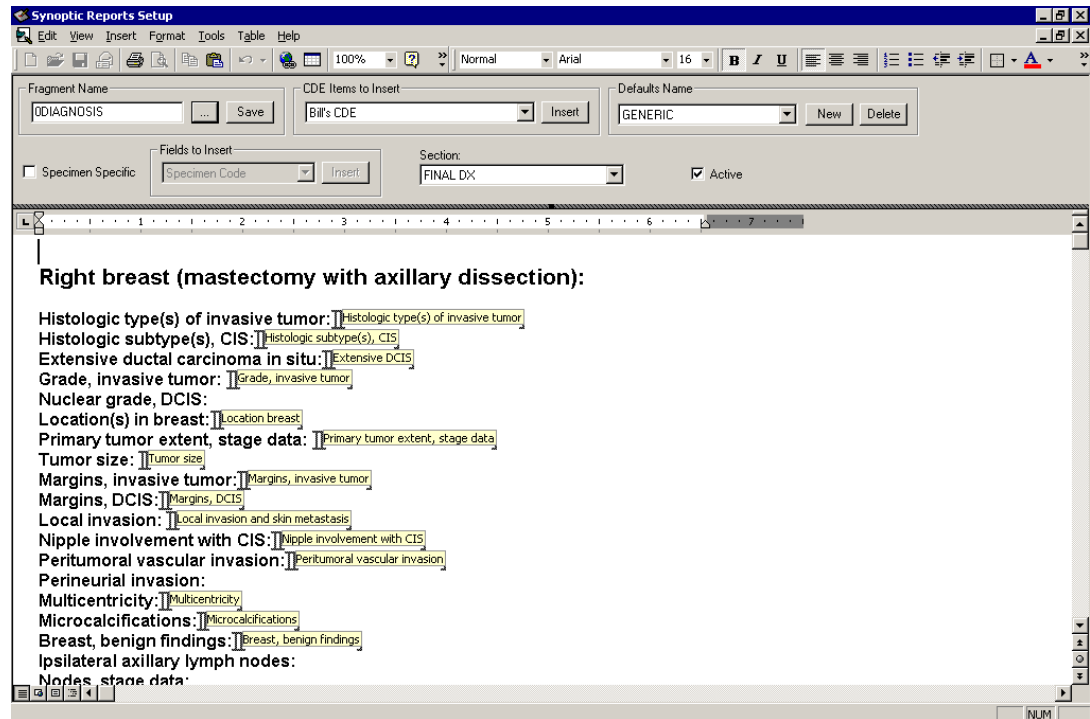 Synoptic Reports Setup
Edit View Insert Format Tools Table Help
100% Normal Arial 16 B I U A
Fragment Name CDE Items to Insert Defaults Name
0DIAGNOSIS ... Save Bill's CDE Insert GENERIC New Delete
Fields to Insert Section:
Specimen Specific Specimen Code Insert FINAL DX Active
1 2 3 4 5 6 7
Right breast (mastectomy with axillary dissection):
Histologic type(s) of invasive tumor: Histologic type(s) of invasive tumor
Histologic subtype(s), CIS: Histologic subtype(s), CIS
Extensive ductal carcinoma in situ: Extensive DCIS
Grade, invasive tumor: Grade, invasive tumor
Nuclear grade, DCIS:
Location(s) in breast: Location breast
Primary tumor extent, stage data: Primary tumor extent, stage data
Tumor size: Tumor size
Margins, invasive tumor: Margins, invasive tumor
Margins, DCIS: Margins, DCIS
Local invasion: Local invasion and skin metastasis
Nipple involvement with CIS: Nipple involvement with CIS
Peritumoral vascular invasion: Peritumoral vascular invasion
Perineurial invasion:
Multicentricity: Multicentricity
Microcalcifications: Microcalcifications
Breast, benign findings: Breast, benign findings
Ipsilateral axillary lymph nodes:
Nodes, stage data:
NUM